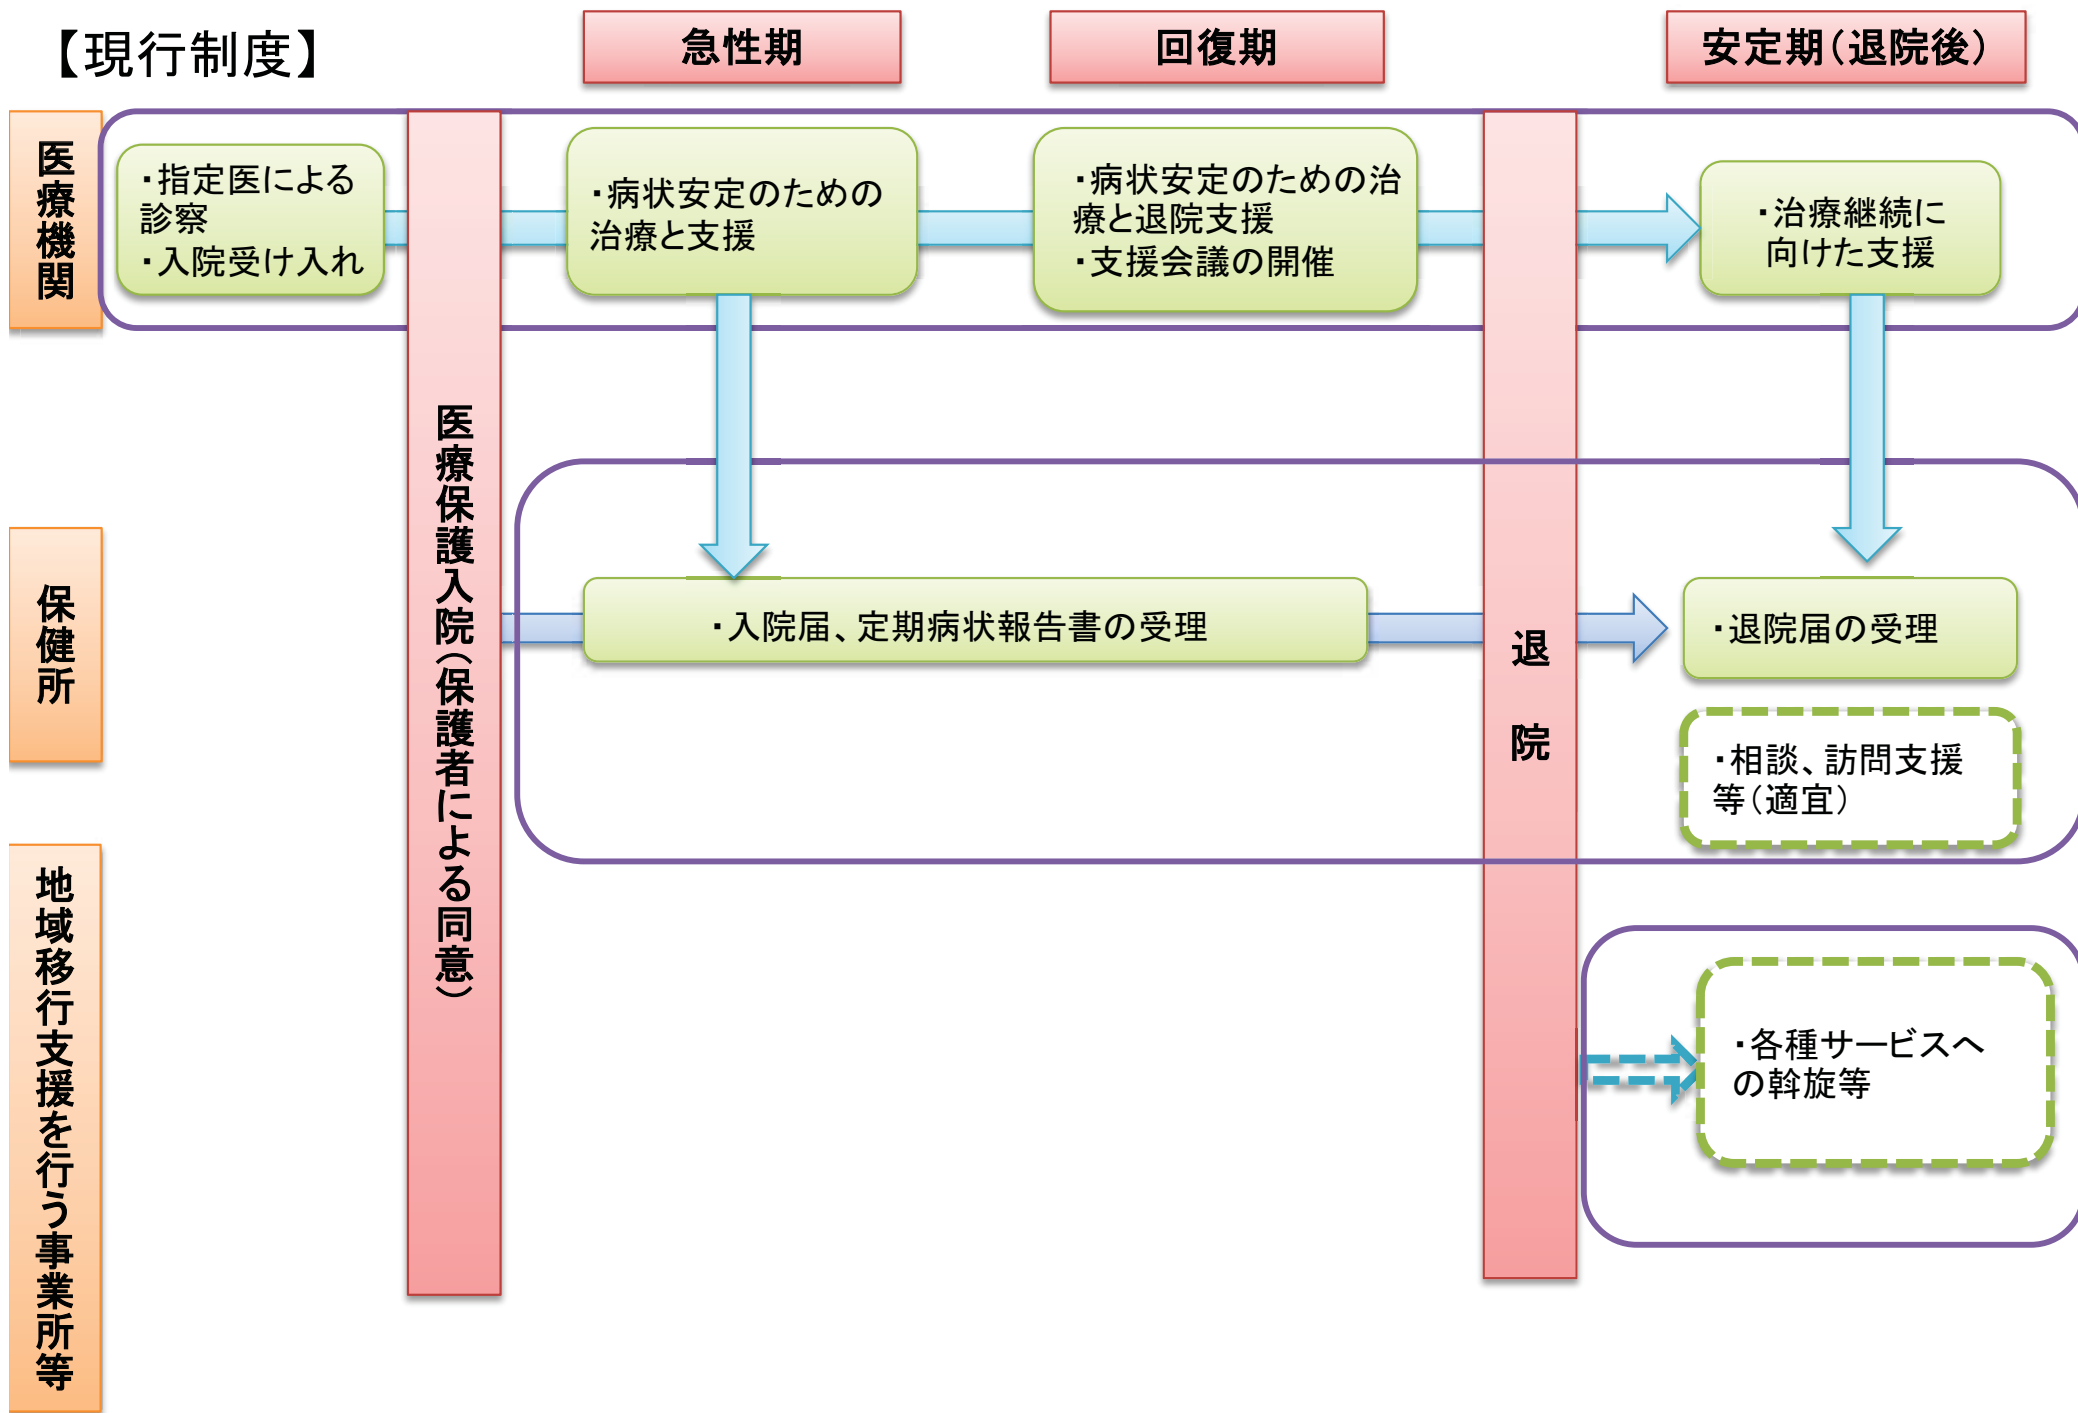 【現行制度】
急性期
回復期
安定期(退院後)
医療機関
・指定医による
診察
・入院受け入れ
・病状安定のための
治療と支援
・病状安定のための治
療と退院支援
・支援会議の開催
・治療継続に
向けた支援
医療保護入院(保護者による同意)
退院
保健所
・入院届、定期病状報告書の受理
・退院届の受理
・相談、訪問支援
等(適宜)
地域移行支援を行う事業所等
・各種サービスへ
の斡旋等